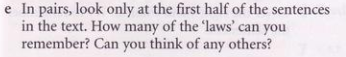 e In pairs, look only at the first half of the sentences
in the text. How many of the ‘laws’ can you
remember? Can you think of any others?